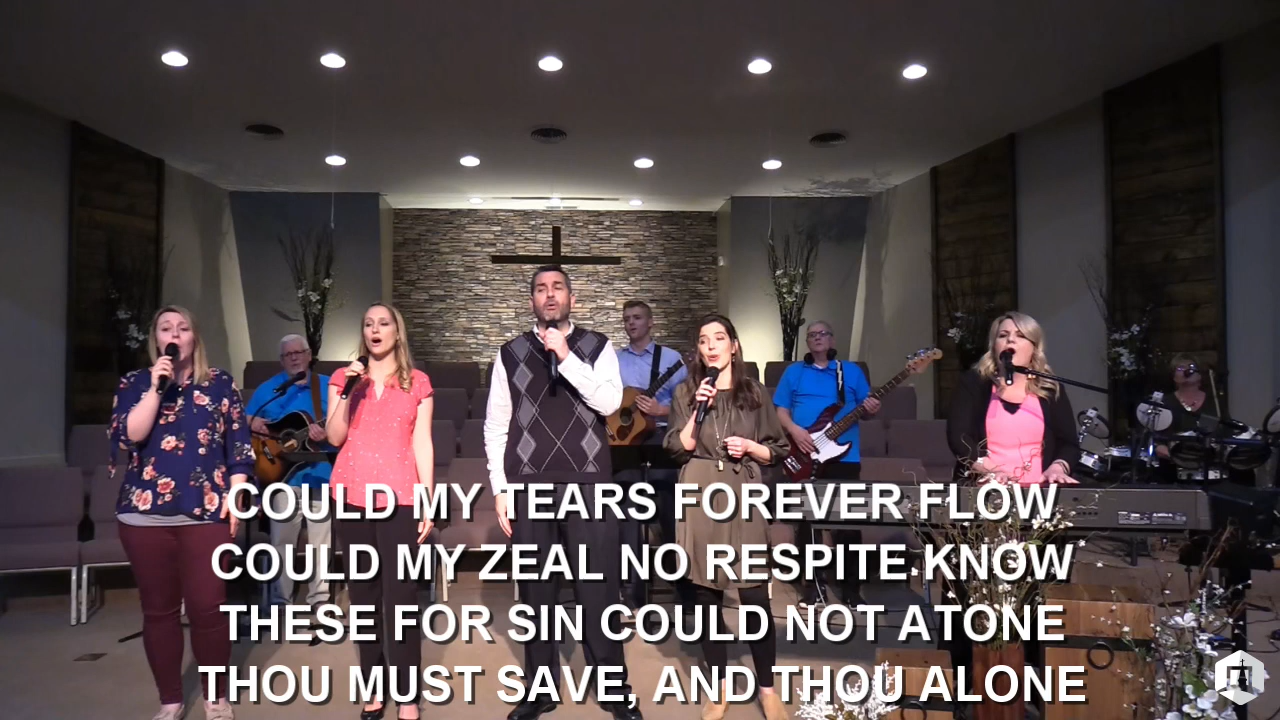 COULD MY TEARS FOREVER FLOW
COULD MY ZEAL NO RESPITE KNOW
THESE FOR SIN COULD NOT ATONE
THOU MUST SAVE, AND THOU ALONE